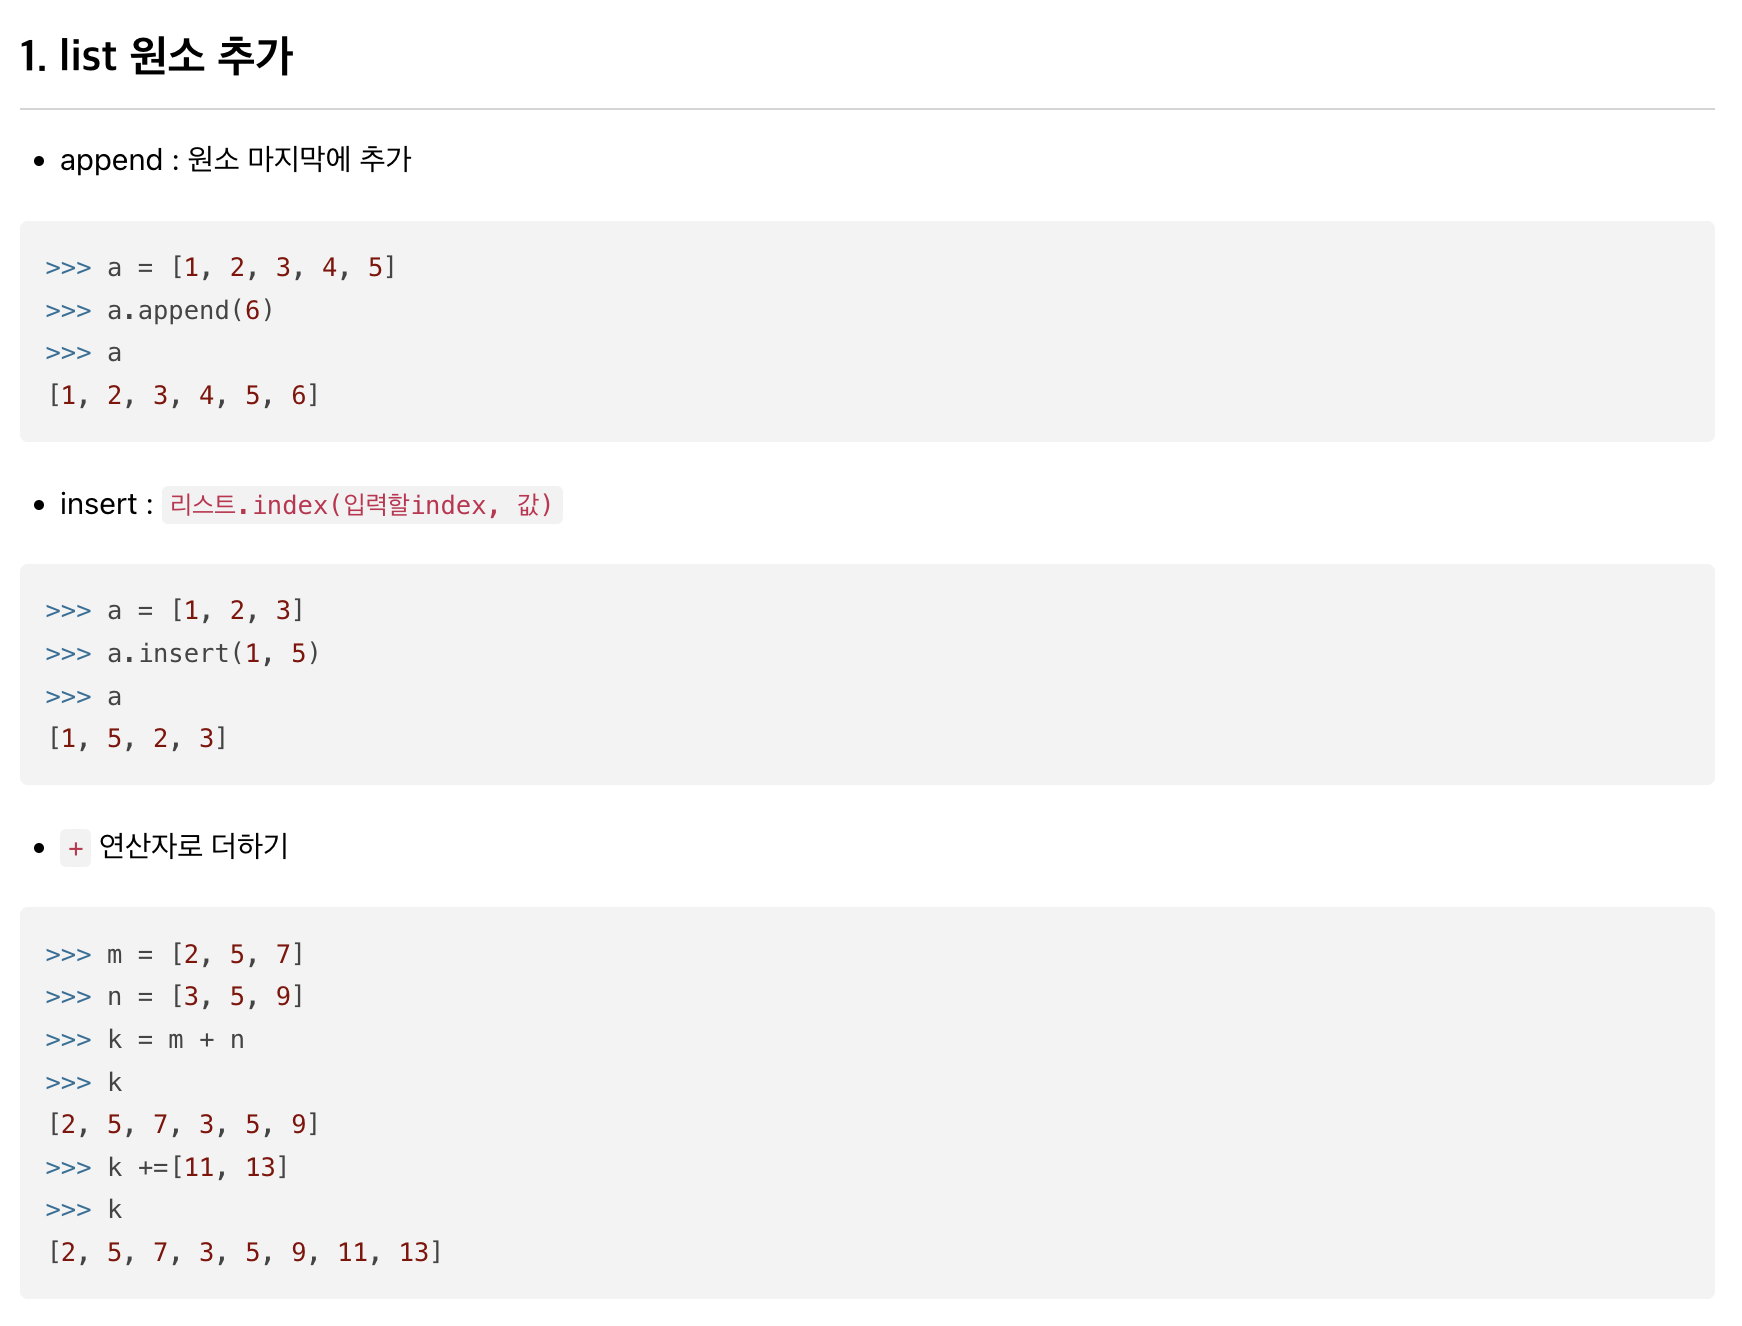 1. list 원소 추가
append : 원소 마지막에 추가
>>> a = [1, 2, 3, 4, 5]
>>> a.append(6)
>>> a
[1, 2, 3, 4, 5, 6]
insert : 리스트.index(입력할index, 값)
>>> a = [1, 2, 3]
>>> a.insert(1, 5)
>>> a
[1, 5, 2, 3]
+ 연산자로 더하기
>>> m = [2, 5, 7]
>>> n = [3, 5, 9]
>>> k = m + n
>>> k
[2, 5, 7, 3, 5, 9]
>>> k +=[11, 13]
>>> k
[2, 5, 7, 3, 5, 9, 11, 13]